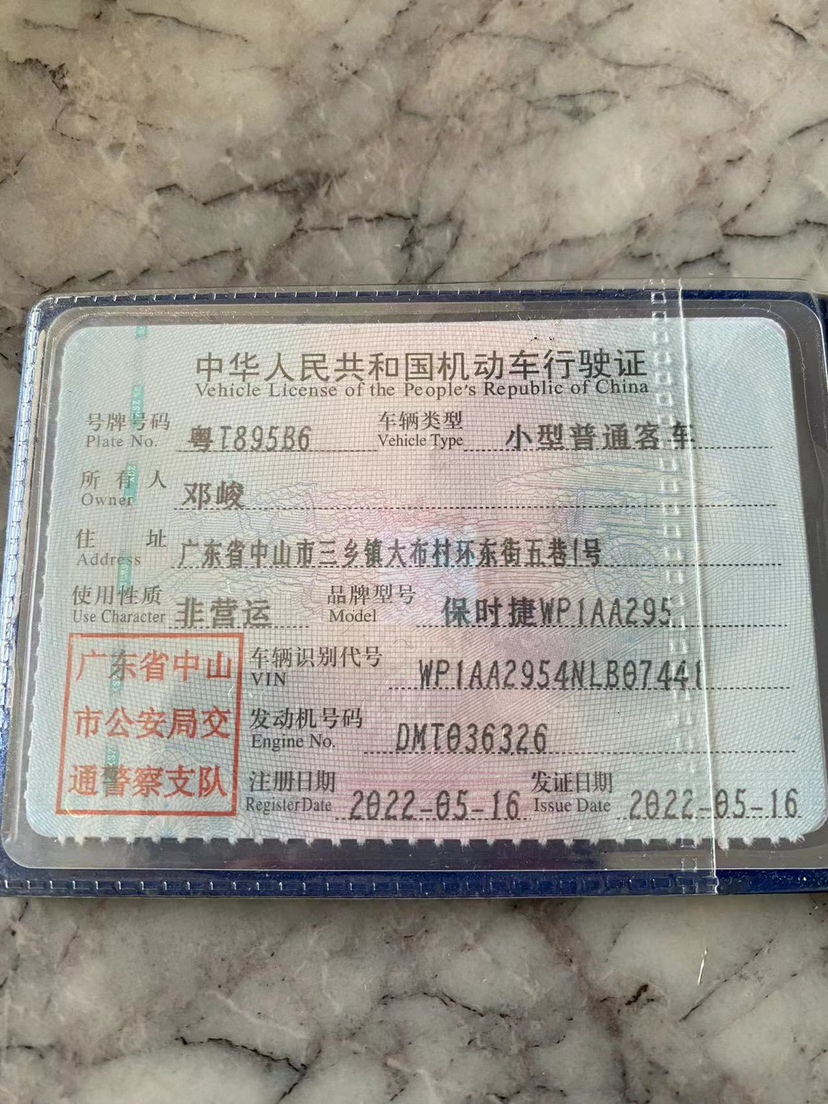 中华人民共和国机动车行驶证
Vehicle License of the People's Republic of China
号牌号码 粤T895B6 车辆类型 小型普通客车
Plate No. Vehicle Type
所有人 邓峻
Owner
住址 广东省中山市三乡镇大布村环东街五巷1号
Address
使用性质 非营运 品牌型号 保时捷WP1AA295
Use Character Model
广东省中山
市公安局交
通警察支队
车辆识别代号 WP1AA2954NLB07441
VIN
发动机号码 DMT036326
Engine No.
注册日期 2022-05-16 发证日期 2022-05-16
Register Date Issue Date